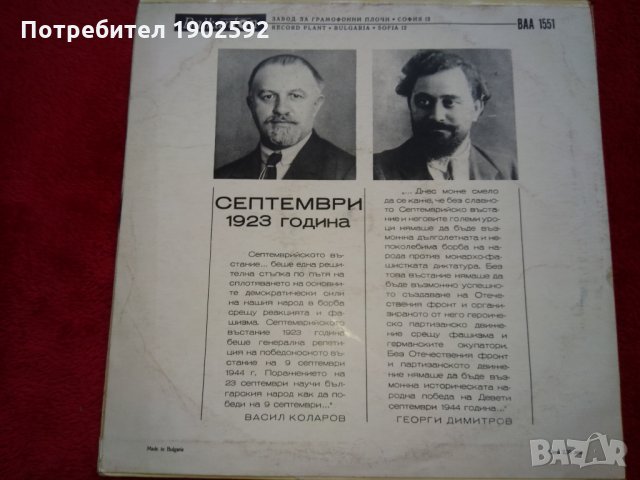 Потребител 1902592
ЗАВОД ЗА ГРАМОФОННИ ПЛОЧИ • СОФИЯ 12
RECORD PLANT • BULGARIA • SOFIA 12
ВАА 1551
СЕПТЕМВРИ
1923 година
Септемврийското въ-
стание... беше една реши-
телна стъпка по пътя на
сплотяването на основни-
те демократически сили
на нашия народ в борба
срещу реакцията и фа-
шизма. Септемврийското
въстание 1923 година
беше генерална репети-
ция на победоносното въ-
стание на 9 септември
1944 г. Поражението на
23 септември научи бъл-
гарския народ как да по-
беди на 9 септември..."
ВАСИЛ КОЛАРОВ
„... Днес може смело
да се каже, че без славно-
то Септемврийско въста-
ние и неговите големи уро-
ци нямаше да бъде въз-
можна дълголетната и не-
поколебима борба на на-
рода против монархо-фа-
шистката диктатура. Без
това въстание нямаше да
бъде възможно успешно-
то създаване на Отече-
ствения фронт и органи-
зираното от него героиче-
ско партизанско движе-
ние срещу фашизма и
германските окупатори.
Без Отечествения фронт
и партизанското движе-
ние нямаше да бъде въз-
можна историческата на-
родна победа на Девети
септември 1944 година..."
ГЕОРГИ ДИМИТРОВ
Made in Bulgaria
BAZAR